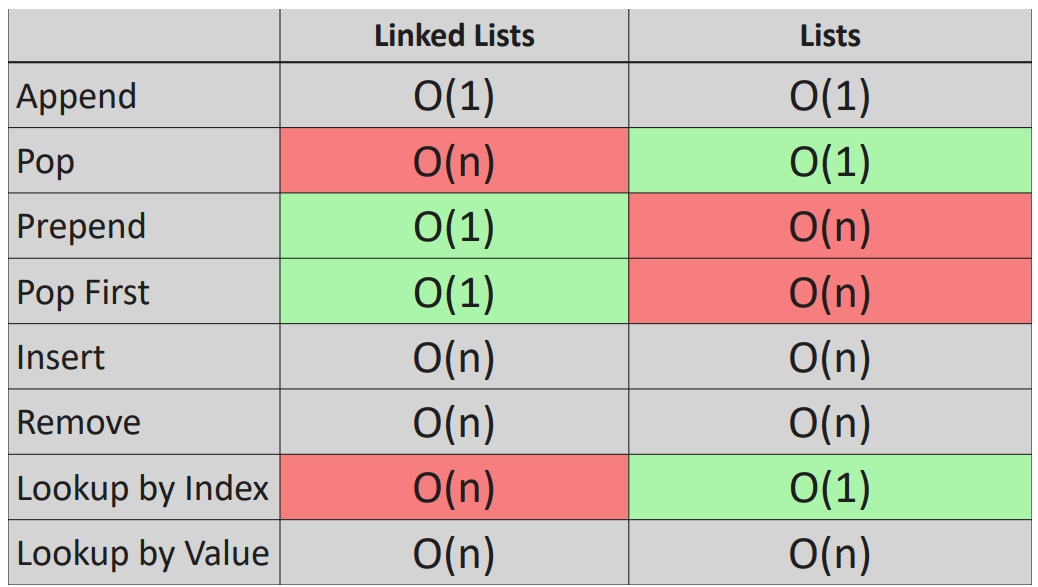 Linked Lists Lists
Append O(1) O(1)
Pop O(n) O(1)
Prepend O(1) O(n)
Pop First O(1) O(n)
Insert O(n) O(n)
Remove O(n) O(n)
Lookup by Index O(n) O(1)
Lookup by Value O(n) O(n)